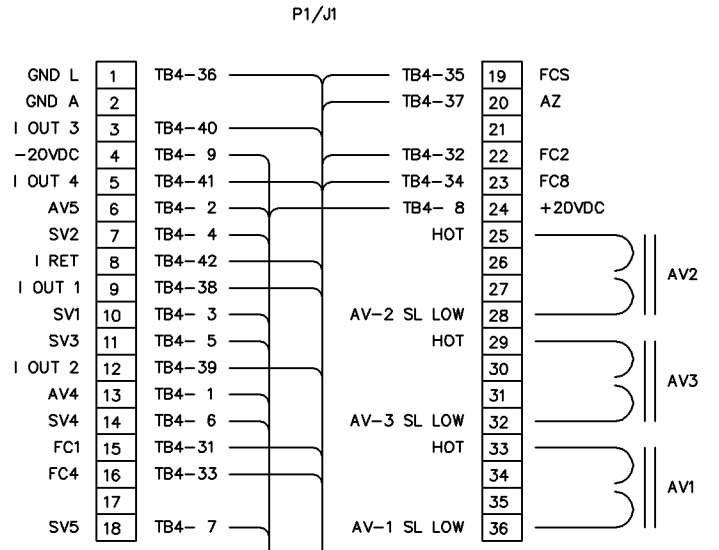 P1/J1
GND L 1 TB4-36 TB4-35 19 FCS
GND A 2 TB4-37 20 AZ
I OUT 3 3 TB4-40 21
-20VDC 4 TB4- 9 TB4-32 22 FC2
I OUT 4 5 TB4-41 TB4-34 23 FC8
AV5 6 TB4- 2 TB4- 8 24 +20VDC
SV2 7 TB4- 4 HOT 25
I RET 8 TB4-42 26
AV2
I OUT 1 9 TB4-38 27
SV1 10 TB4- 3 AV-2 SL LOW 28
SV3 11 TB4- 5 HOT 29
I OUT 2 12 TB4-39 30
AV3
AV4 13 TB4- 1 31
SV4 14 TB4- 6 AV-3 SL LOW 32
FC1 15 TB4-31 HOT 33
FC4 16 TB4-33 34
AV1
17 35
SV5 18 TB4- 7 AV-1 SL LOW 36